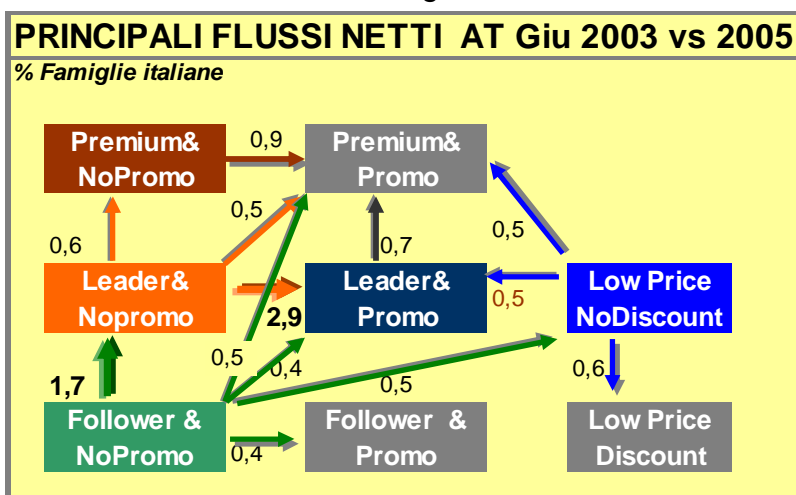 PRINCIPALI FLUSSI NETTI AT Giu 2003 vs 2005
% Famiglie italiane
Premium&
NoPromo
0,9
Premium&
Promo
0,5
0,6
0,7
0,5
Leader&
Nopromo
2,9
Leader&
Promo
0,5
Low Price
NoDiscount
1,7
0,5
0,4
0,5
0,6
Follower &
NoPromo
0,4
Follower &
Promo
Low Price
Discount